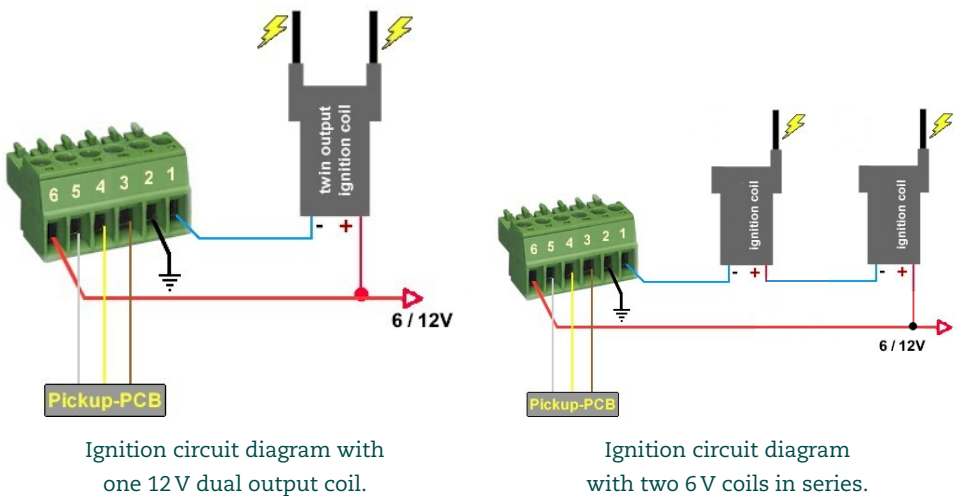 twin output
ignition coil
6 5 4 3 2 1
- +
6 / 12V
Pickup-PCB
Ignition circuit diagram with
one 12 V dual output coil.
ignition coil
ignition coil
6 5 4 3 2 1
- +
- +
6 / 12V
Pickup-PCB
Ignition circuit diagram
with two 6 V coils in series.